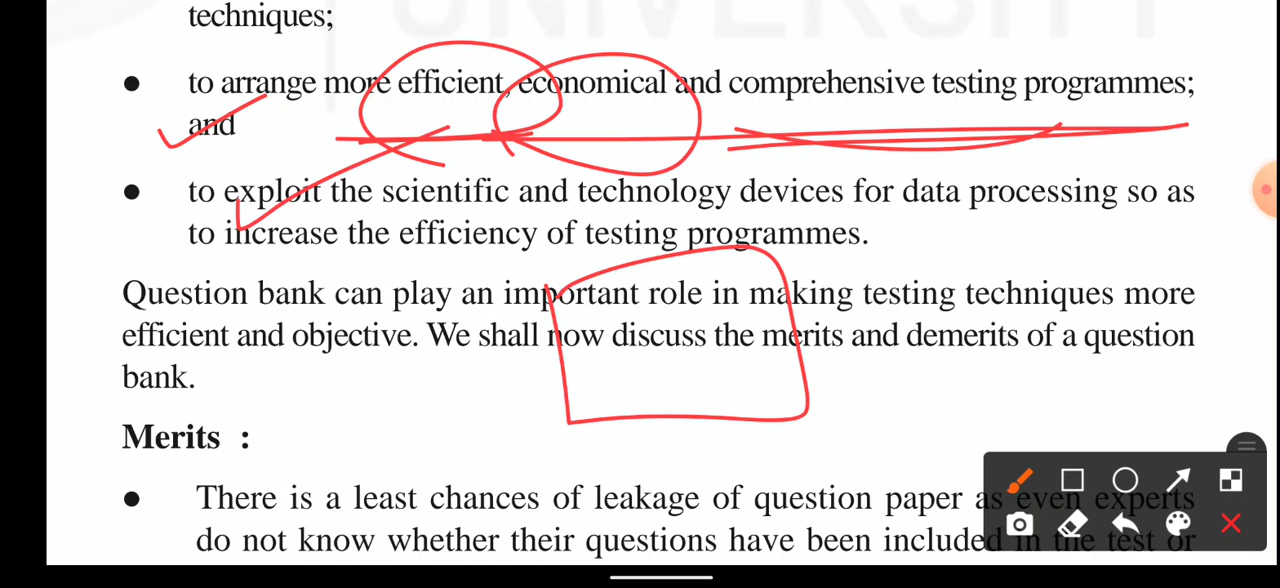 UNIVERSITY
techniques;
● to arrange more efficient, economical and comprehensive testing programmes;
and
● to exploit the scientific and technology devices for data processing so as
to increase the efficiency of testing programmes.
Question bank can play an important role in making testing techniques more
efficient and objective. We shall now discuss the merits and demerits of a question
bank.
Merits :
● There is a least chances of leakage of question paper as even experts
do not know whether their questions have been included in the test or